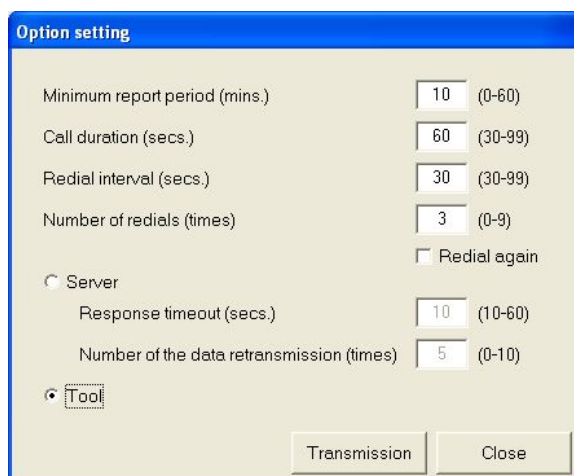 Option setting
Minimum report period (mins.) 10 (0-60)
Call duration (secs.) 60 (30-99)
Redial interval (secs.) 30 (30-99)
Number of redials (times) 3 (0-9)
Redial again
Server
Response timeout (secs.) 10 (10-60)
Number of the data retransmission (times) 5 (0-10)
Tool
Transmission Close